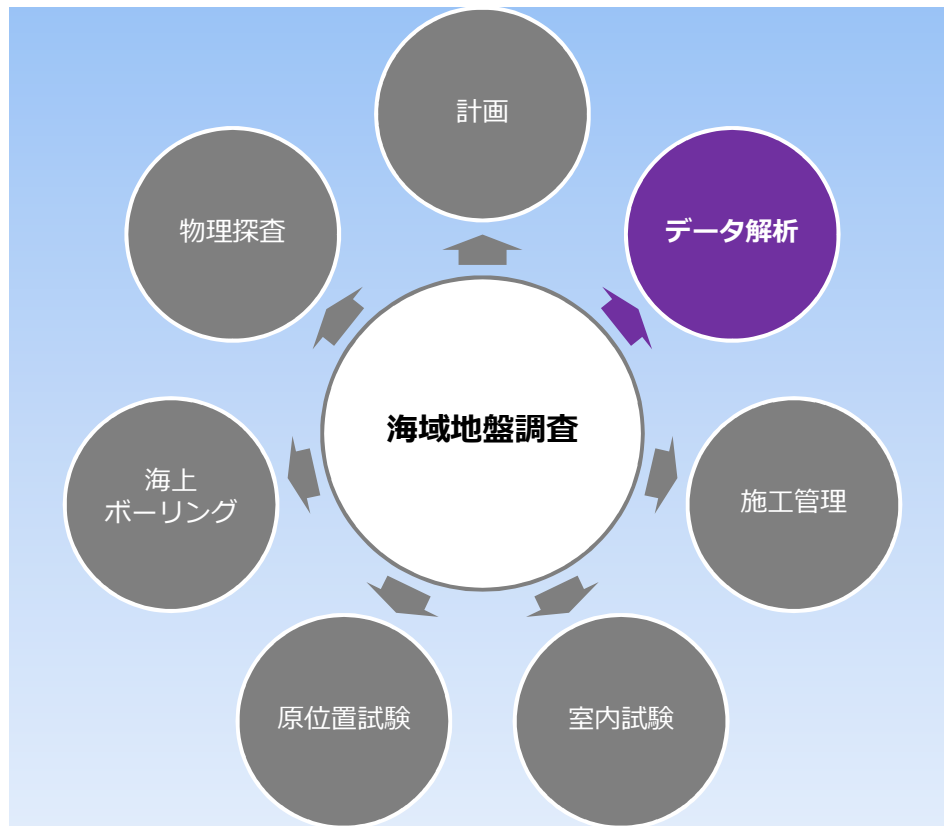 計画
物理探査
データ解析
海域地盤調査
海上
ボーリング
施工管理
原位置試験
室内試験